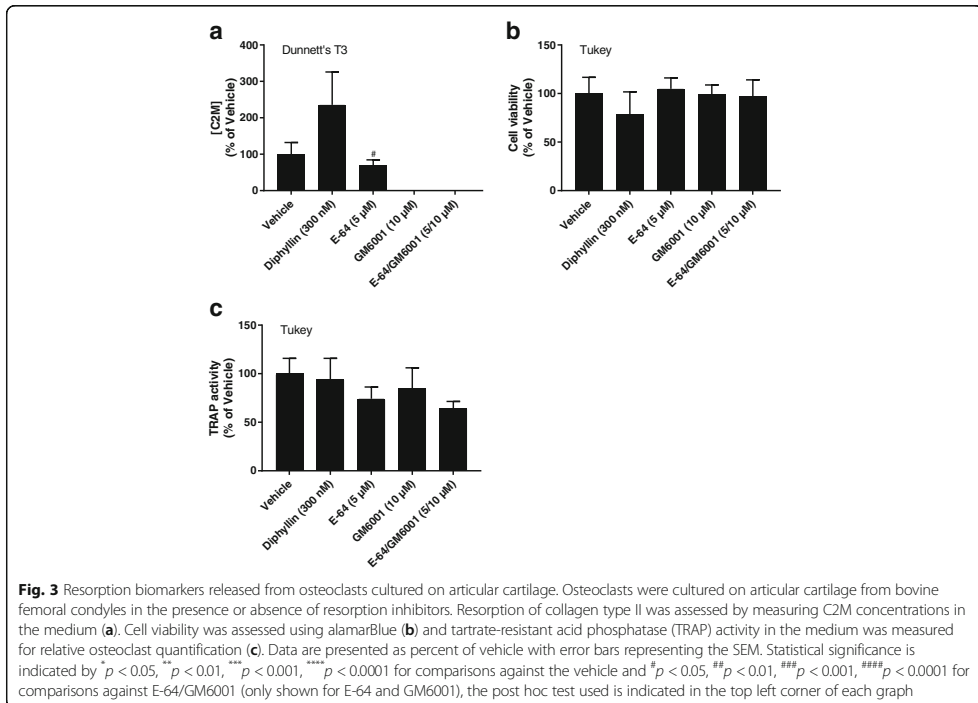 a
Dunnett's T3
400
300
200
100
0
[C2M]
(% of Vehicle)
#
Vehicle
Diphyllin (300 nM)
E-64 (5 µM)
GM6001 (10 µM)
E-64/GM6001 (5/10 µM)
b
Tukey
150
100
50
0
Cell viability
(% of Vehicle)
Vehicle
Diphyllin (300 nM)
E-64 (5 µM)
GM6001 (10 µM)
E-64/GM6001 (5/10 µM)
c
Tukey
150
100
50
0
TRAP activity
(% of Vehicle)
Vehicle
Diphyllin (300 nM)
E-64 (5 µM)
GM6001 (10 µM)
E-64/GM6001 (5/10 µM)
Fig. 3 Resorption biomarkers released from osteoclasts cultured on articular cartilage. Osteoclasts were cultured on articular cartilage from bovine
femoral condyles in the presence or absence of resorption inhibitors. Resorption of collagen type II was assessed by measuring C2M concentrations in
the medium (a). Cell viability was assessed using alamarBlue (b) and tartrate-resistant acid phosphatase (TRAP) activity in the medium was measured
for relative osteoclast quantification (c). Data are presented as percent of vehicle with error bars representing the SEM. Statistical significance is
indicated by *p < 0.05, **p < 0.01, ***p < 0.001, ****p < 0.0001 for comparisons against the vehicle and #p < 0.05, ##p < 0.01, ###p < 0.001, ####p < 0.0001 for
comparisons against E-64/GM6001 (only shown for E-64 and GM6001), the post hoc test used is indicated in the top left corner of each graph